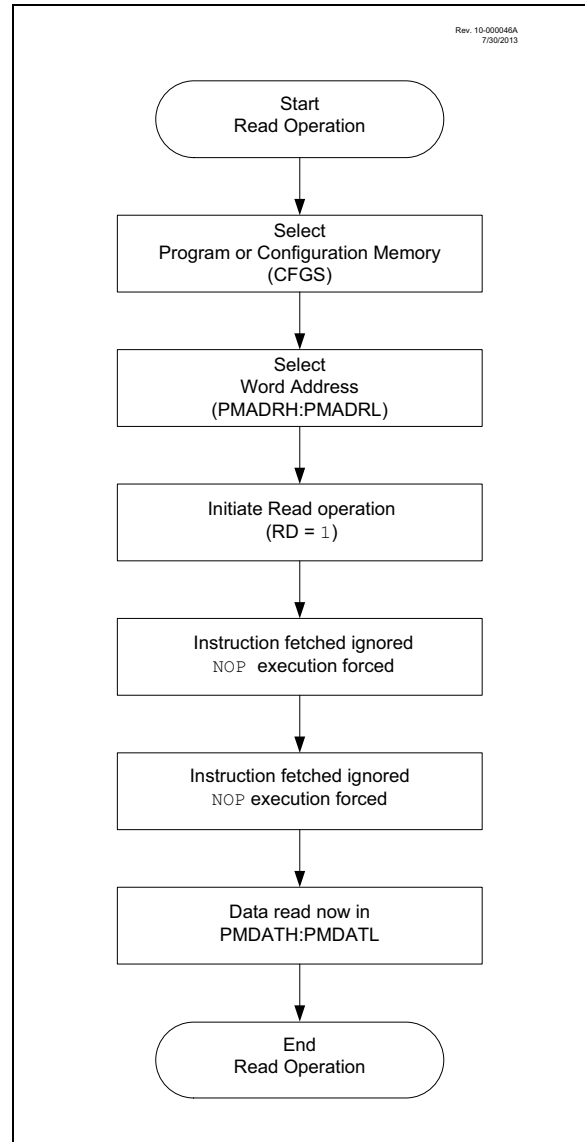 Rev. 10-000046A
7/30/2013
Start
Read Operation
Select
Program or Configuration Memory
(CFGS)
Select
Word Address
(PMADRH:PMADRL)
Initiate Read operation
(RD = 1)
Instruction fetched ignored
NOP execution forced
Instruction fetched ignored
NOP execution forced
Data read now in
PMDATH:PMDATL
End
Read Operation